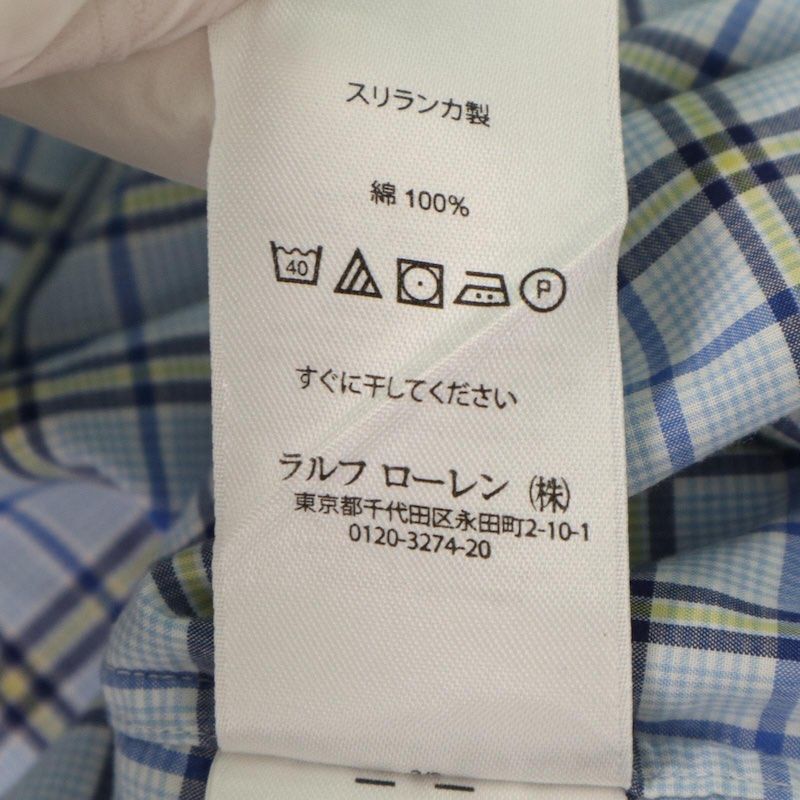 スリランカ製
綿 100%
40 P
すぐに干してください
ラルフ ローレン (株)
東京都千代田区永田町2-10-1
0120-3274-20